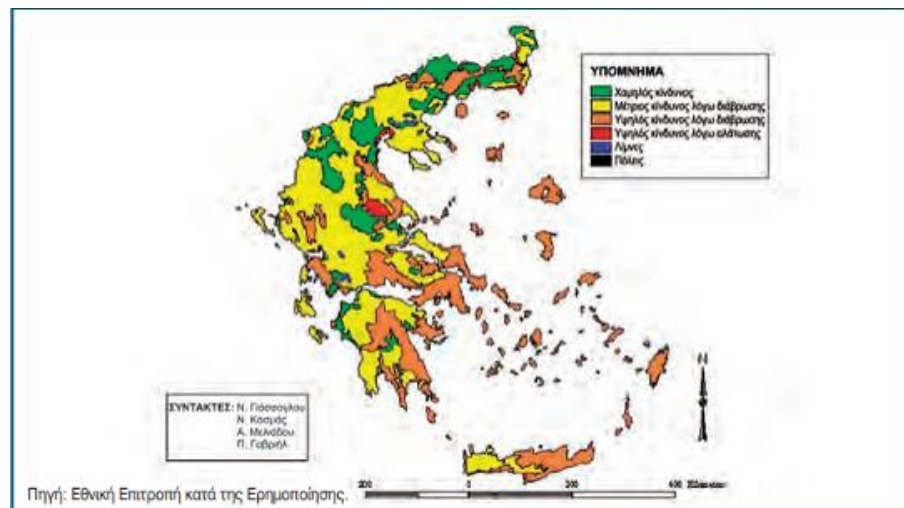 ΥΠΟΜΝΗΜΑ
Χαμηλός κίνδυνος
Μέτριος κίνδυνος λόγω διάβρωσης
Υψηλός κίνδυνος λόγω διάβρωσης
Υψηλός κίνδυνος λόγω αλάτωσης
Λίμνες
Πόλεις
N
ΣΥΝΤΑΚΤΕΣ: Ν. Γιάσσογλου
Ν. Κοσμάς
Α.
Π. Γαβριήλ
Πηγή: Εθνική Επιτροπή κατά της Ερημοποίησης.
200 0 200 400